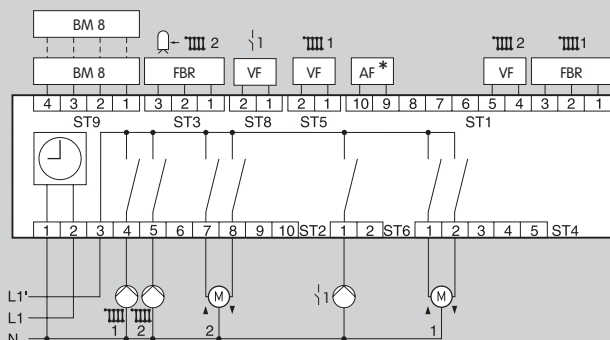 BM 8
2 1 1 2 1
BM 8 FBR VF VF AF * VF FBR
4 3 2 1 3 2 1 2 1 2 1 10 9 8 7 6 5 4 3 2 1
ST9 ST3 ST8 ST5 ST1
1 2 3 4 5 6 7 8 9 10 ST2 1 2 ST6 1 2 3 4 5 ST4
L1' M 1 M
L1 1 2 2 1
N